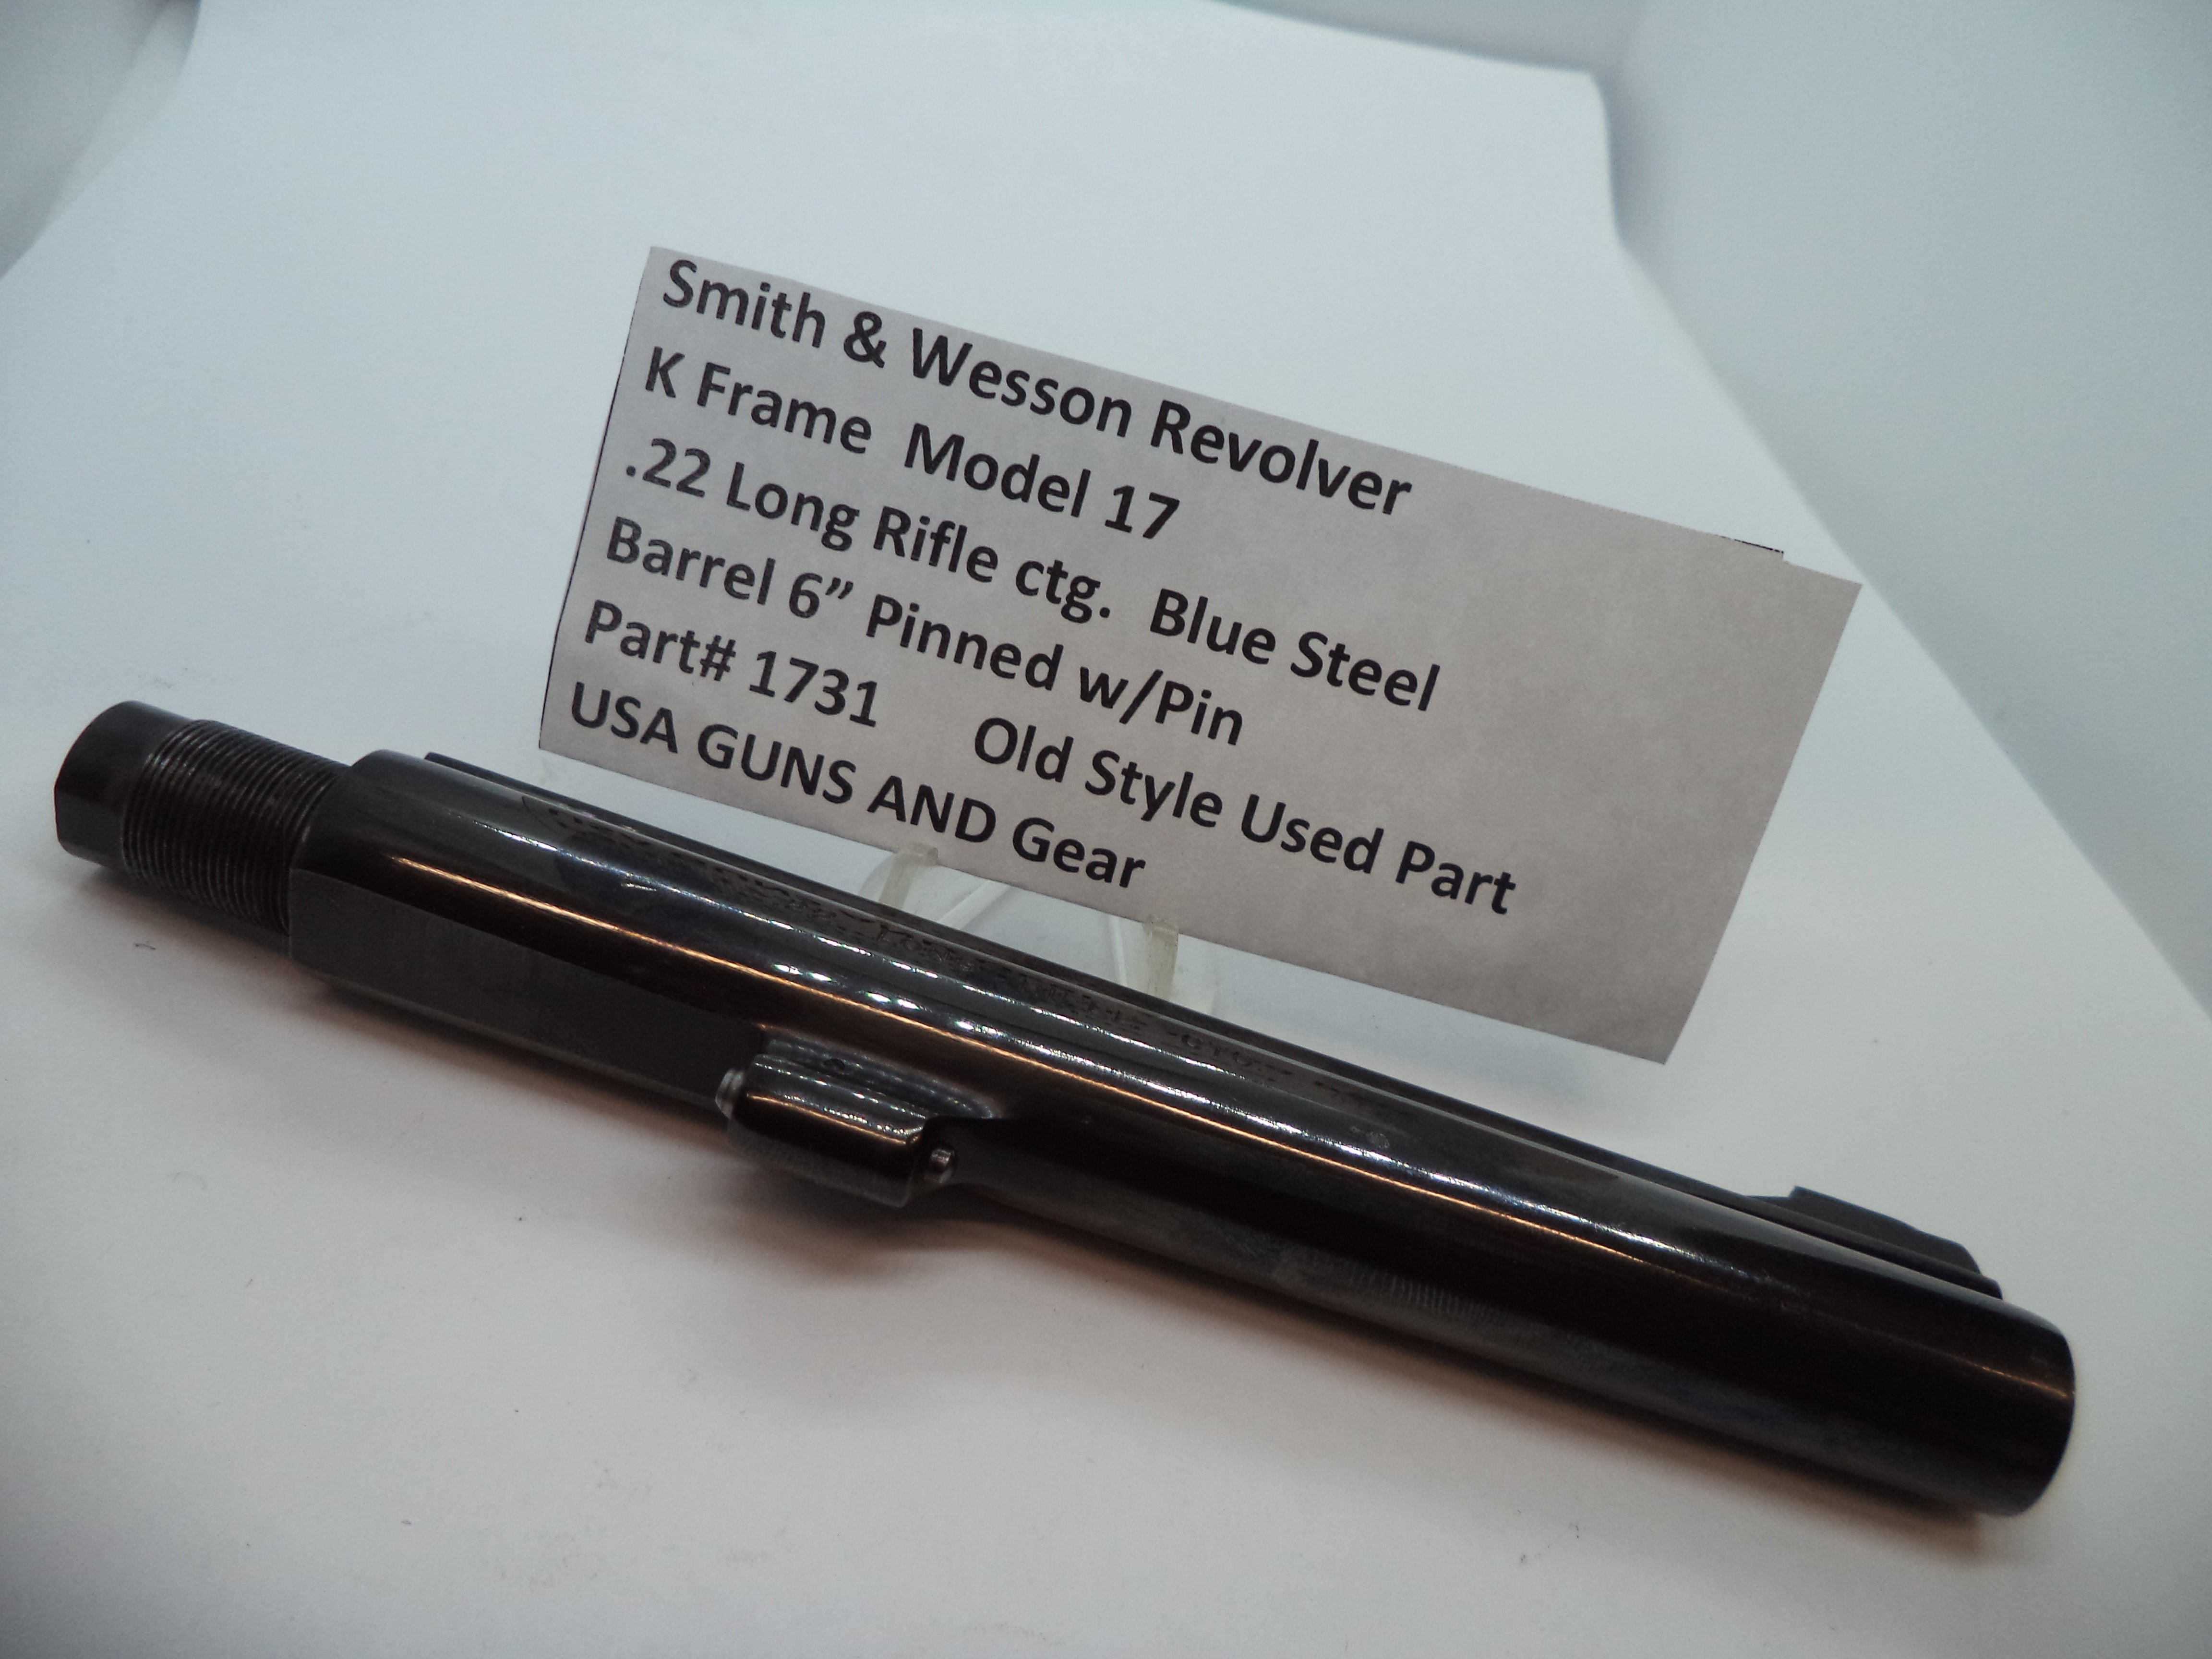 Smith & Wesson Revolver
K Frame  Model 17
.22 Long Rifle ctg.  Blue Steel
Barrel 6” Pinned w/Pin
Part# 1731     Old Style Used Part
USA GUNS AND Gear